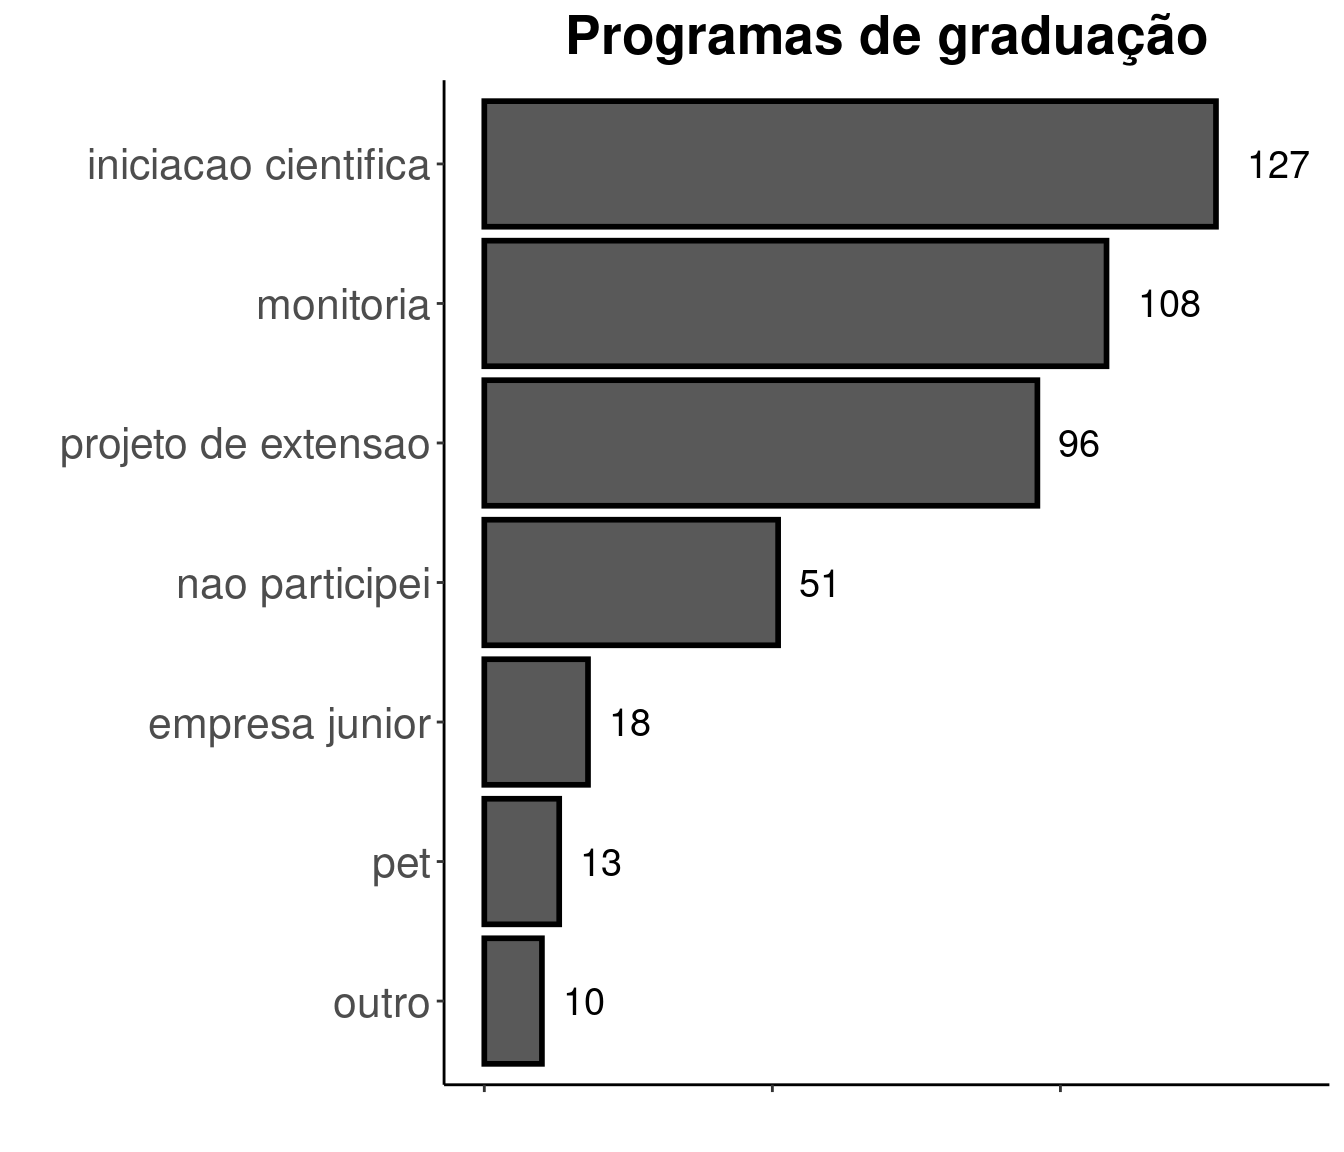 Programas de graduação
iniciacao cientifica 127
monitoria 108
projeto de extensao 96
nao participei 51
empresa junior 18
pet 13
outro 10